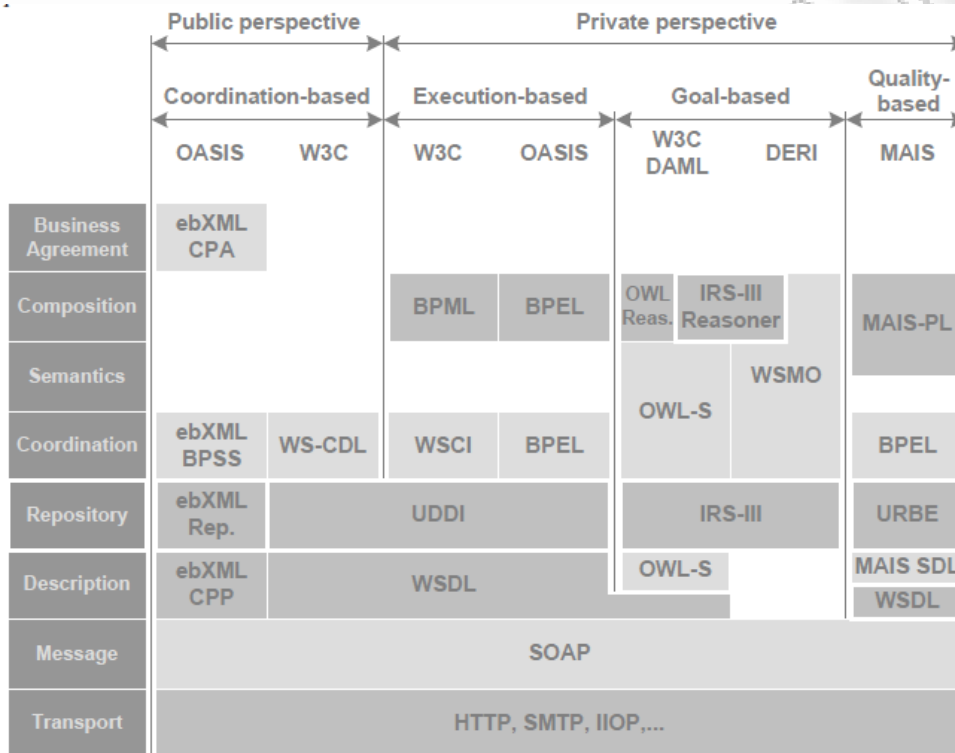 Public perspective
Private perspective
Coordination-based
Execution-based
Goal-based
Quality-
based
OASIS
W3C
W3C
OASIS
W3C
DAML
DERI
MAIS
Business
Agreement
ebXML
CPA
Composition
BPML
BPEL
OWL
Reas.
IRS-III
Reasoner
MAIS-PL
Semantics
OWL-S
WSMO
Coordination
ebXML
BPSS
WS-CDL
WSCI
BPEL
BPEL
Repository
ebXML
Rep.
UDDI
IRS-III
URBE
Description
ebXML
CPP
WSDL
OWL-S
MAIS SDL
WSDL
Message
SOAP
Transport
HTTP, SMTP, IIOP,...